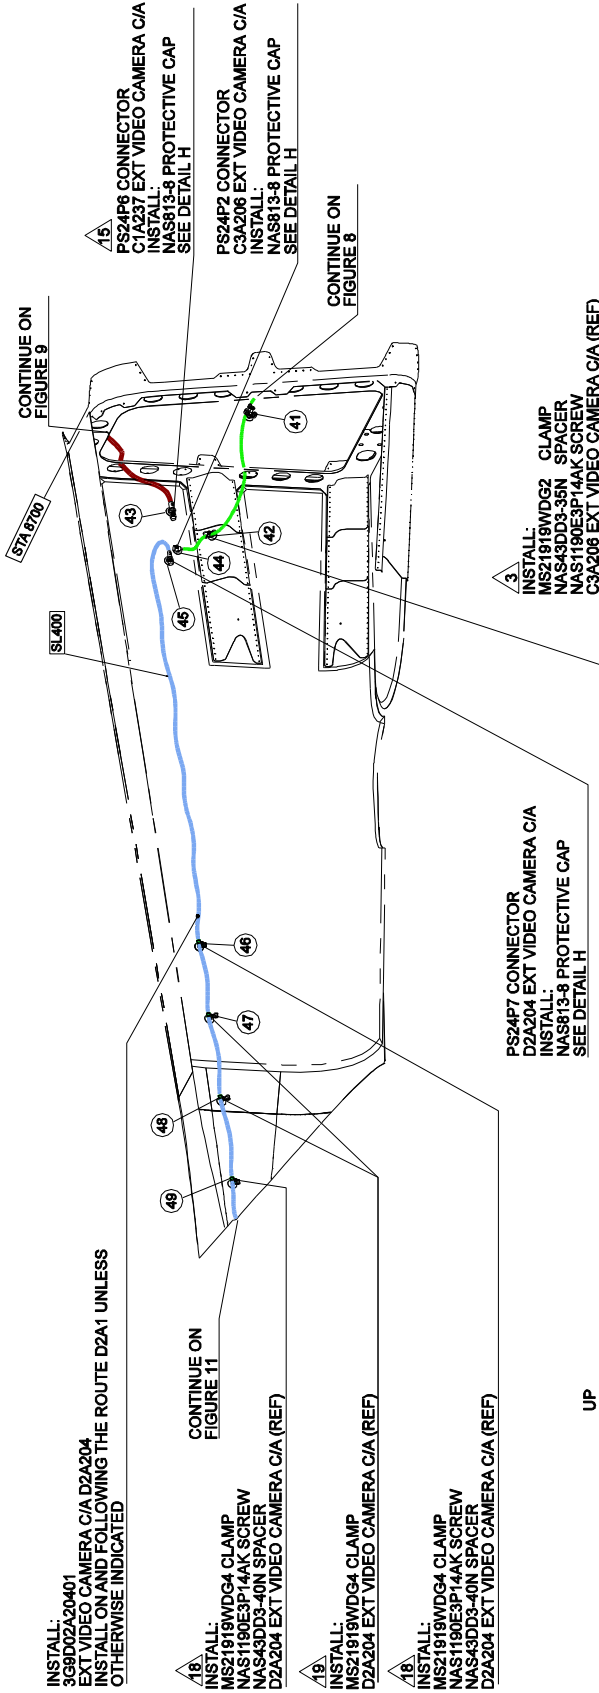 INSTALL:
3G9D02A20401
EXT VIDEO CAMERA C/A D2A204
INSTALL ON AND FOLLOWING THE ROUTE D2A1 UNLESS
OTHERWISE INDICATED
CONTINUE ON
FIGURE 11
18
INSTALL:
MS21919WDG4 CLAMP
NAS1190E3P14AK SCREW
NAS43DD3-40N SPACER
D2A204 EXT VIDEO CAMERA C/A (REF)
19
INSTALL:
MS21919WDG4 CLAMP
D2A204 EXT VIDEO CAMERA C/A (REF)
18
INSTALL:
MS21919WDG4 CLAMP
NAS1190E3P14AK SCREW
NAS43DD3-40N SPACER
D2A204 EXT VIDEO CAMERA C/A (REF)
UP
49
48
47
46
SL400
STA 8700
45
44
43
42
41
PS24P7 CONNECTOR
D2A204 EXT VIDEO CAMERA C/A
INSTALL:
NAS813-8 PROTECTIVE CAP
SEE DETAIL H
3
INSTALL:
MS21919WDG2 CLAMP
NAS43DD3-35N SPACER
NAS1190E3P14AK SCREW
C3A206 EXT VIDEO CAMERA C/A (REF)
CONTINUE ON
FIGURE 9
CONTINUE ON
FIGURE 8
15
PS24P6 CONNECTOR
C1A237 EXT VIDEO CAMERA C/A
INSTALL:
NAS813-8 PROTECTIVE CAP
SEE DETAIL H
PS24P2 CONNECTOR
C3A206 EXT VIDEO CAMERA C/A
INSTALL:
NAS813-8 PROTECTIVE CAP
SEE DETAIL H